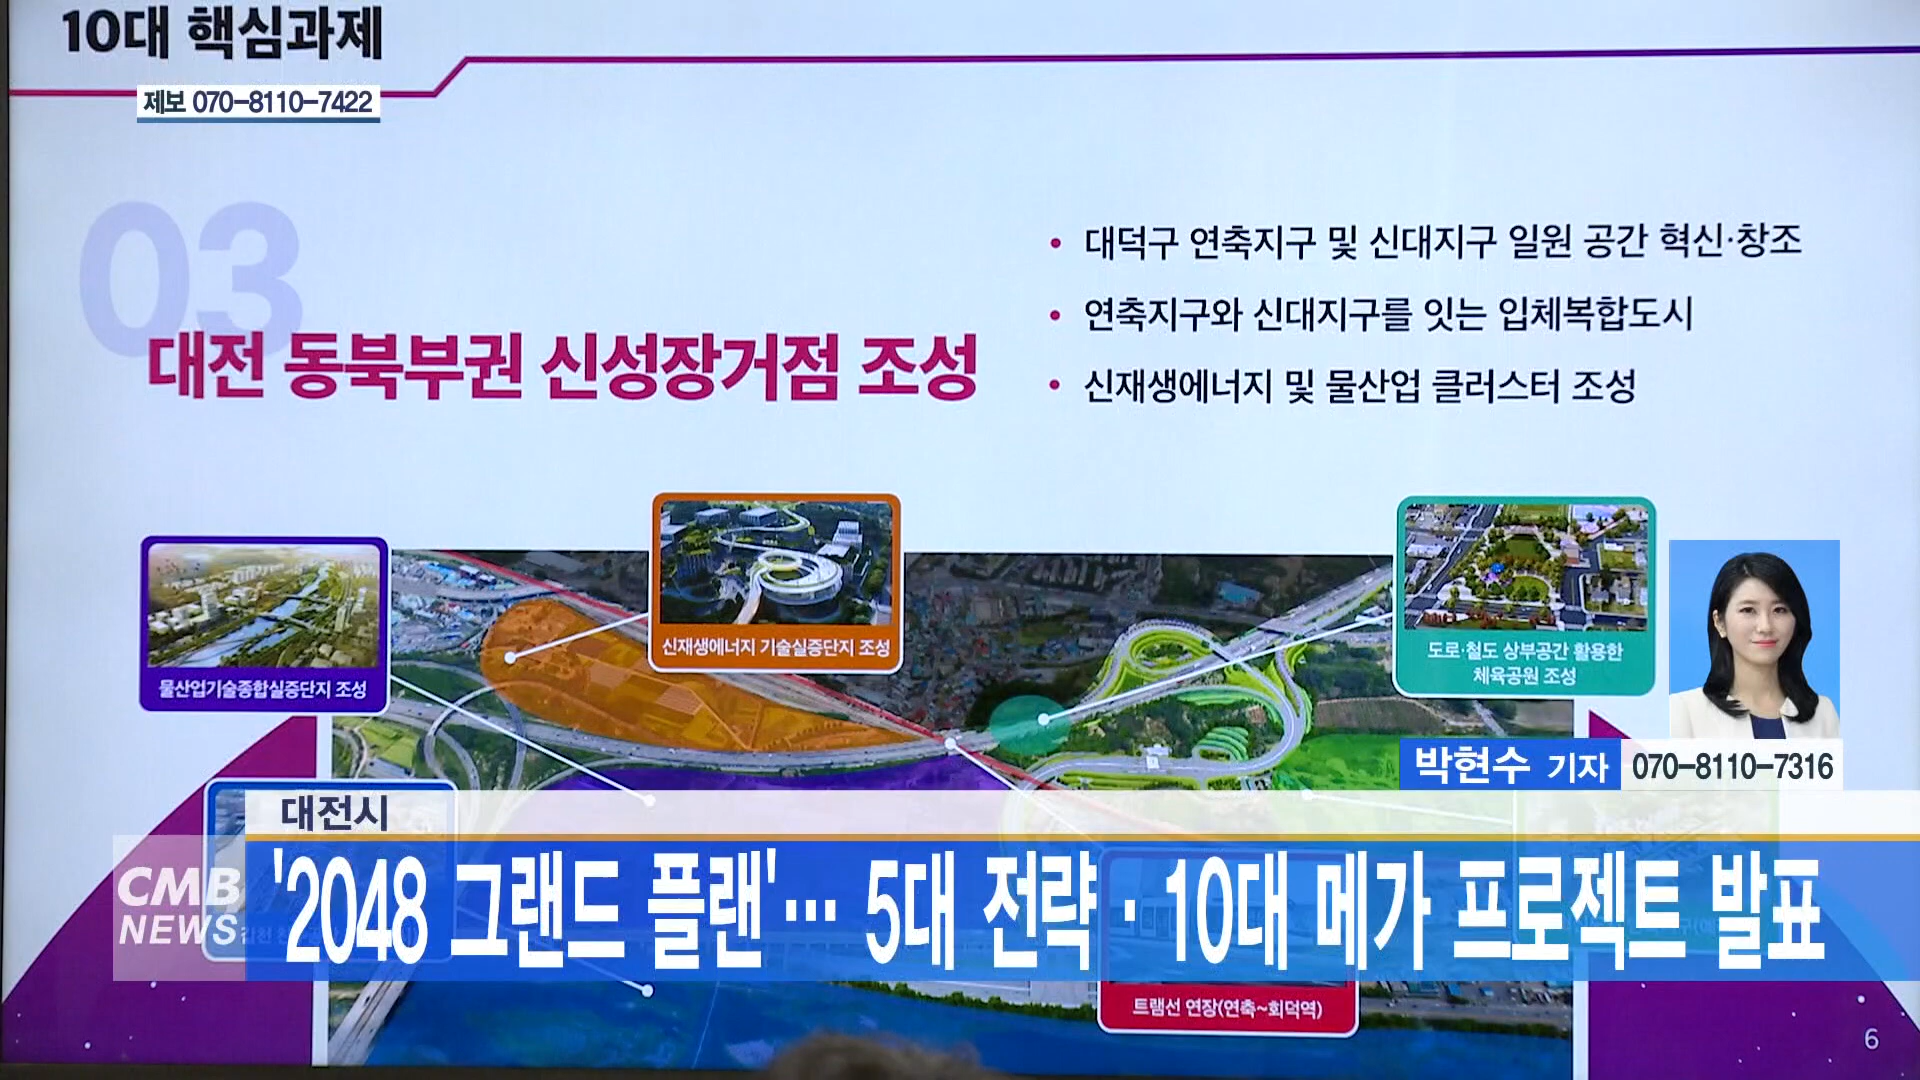 10대 핵심과제
제보 070-8110-7422
03
대전 동북부권 신성장거점 조성
• 대덕구 연축지구 및 신대지구 일원 공간 혁신·창조
• 연축지구와 신대지구를 잇는 입체복합도시
• 신재생에너지 및 물산업 클러스터 조성
물산업기술종합실증단지 조성
신재생에너지 기술실증단지 조성
도로·철도 상부공간 활용한
체육공원 조성
박현수 기자
070-8110-7316
대전시
CMB
NEWS
'2048 그랜드 플랜'… 5대 전략·10대 메가 프로젝트 발표
트램선 연장(연축~회덕역)
6